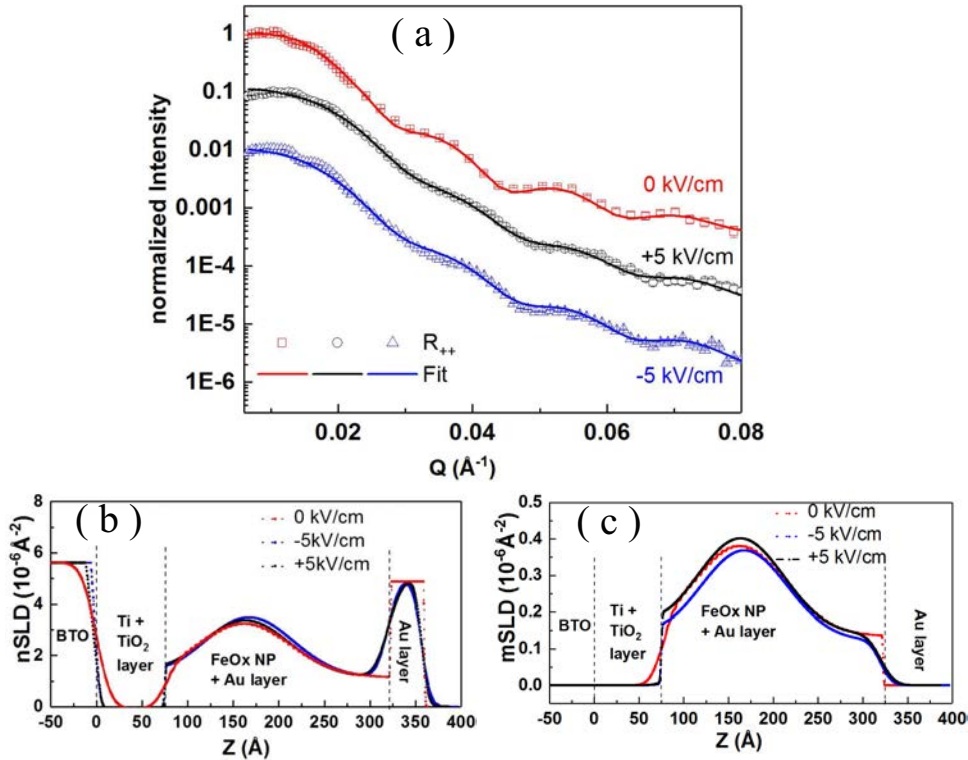 ( a )
1
0.1
0.01
0.001
1E-4
1E-5
1E-6
normalized Intensity
0 kV/cm
+5 kV/cm
-5 kV/cm
R++
Fit
0.02 0.04 0.06 0.08
Q (Å-1)
( b )
8
6
4
2
0
nSLD (10-6Å-2)
0 kV/cm
-5kV/cm
+5kV/cm
BTO
Ti +
TiO2
layer
FeOx NP
+ Au layer
Au layer
-50 0 50 100 150 200 250 300 350 400
Z (Å)
( c )
0.5
0.4
0.3
0.2
0.1
0.0
mSLD (10-6Å-2)
0 kV/cm
-5 kV/cm
+5 kV/cm
BTO
Ti +
TiO2
layer
FeOx NP
+ Au layer
Au layer
-50 0 50 100 150 200 250 300 350 400
Z (Å)